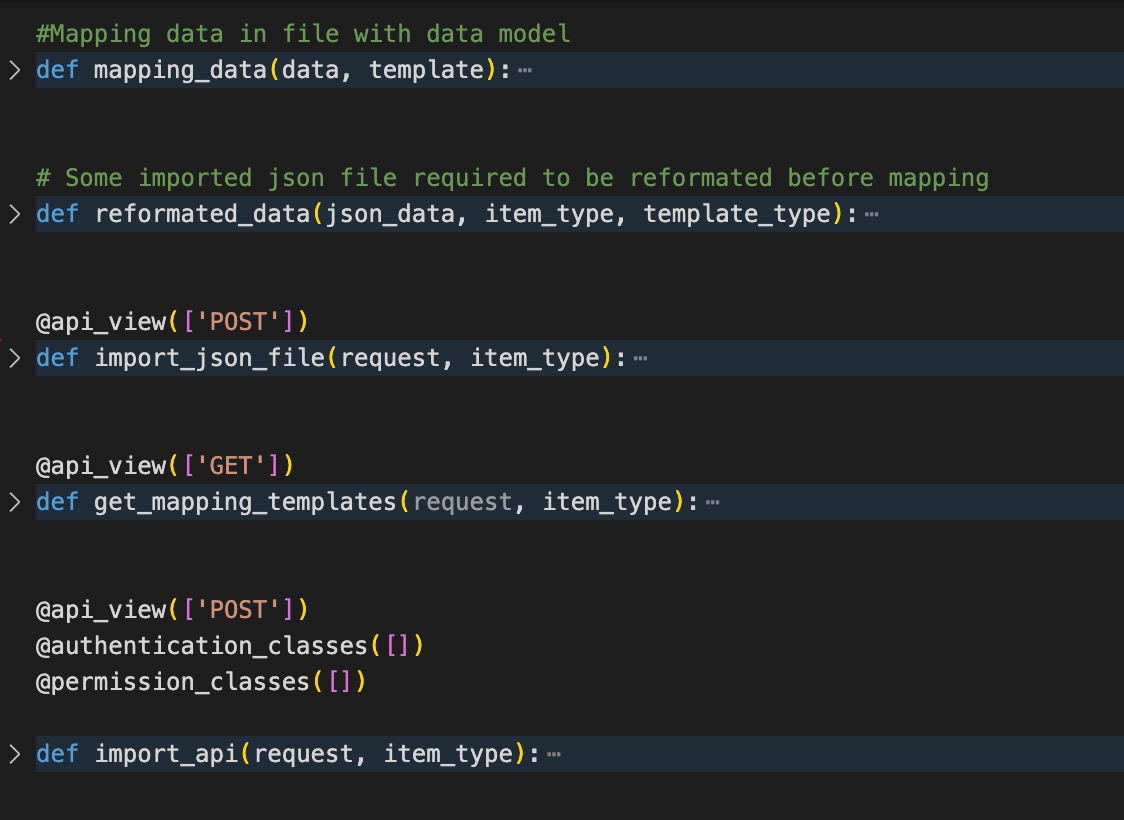 #Mapping data in file with data model
def mapping_data(data, template):…
# Some imported json file required to be reformated before mapping
def reformated_data(json_data, item_type, template_type):…
@api_view(['POST'])
def import_json_file(request, item_type):…
@api_view(['GET'])
def get_mapping_templates(request, item_type):…
@api_view(['POST'])
@authentication_classes([])
@permission_classes([])
def import_api(request, item_type):…